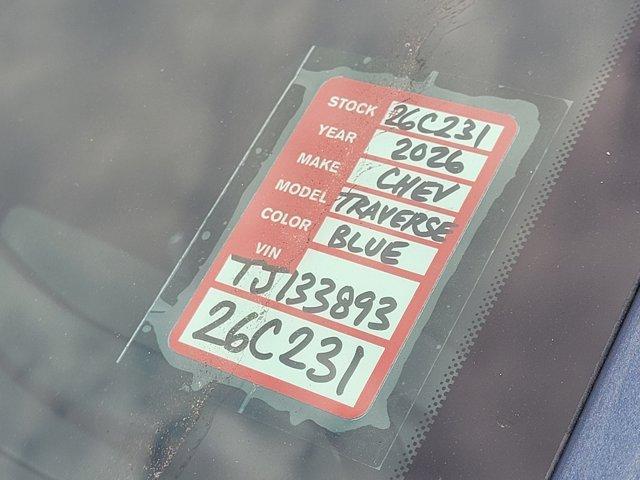 STOCK 26C231
YEAR 2026
MAKE CHEV
MODEL TRAVERSE
COLOR BLUE
VIN
TJ133893
26C231